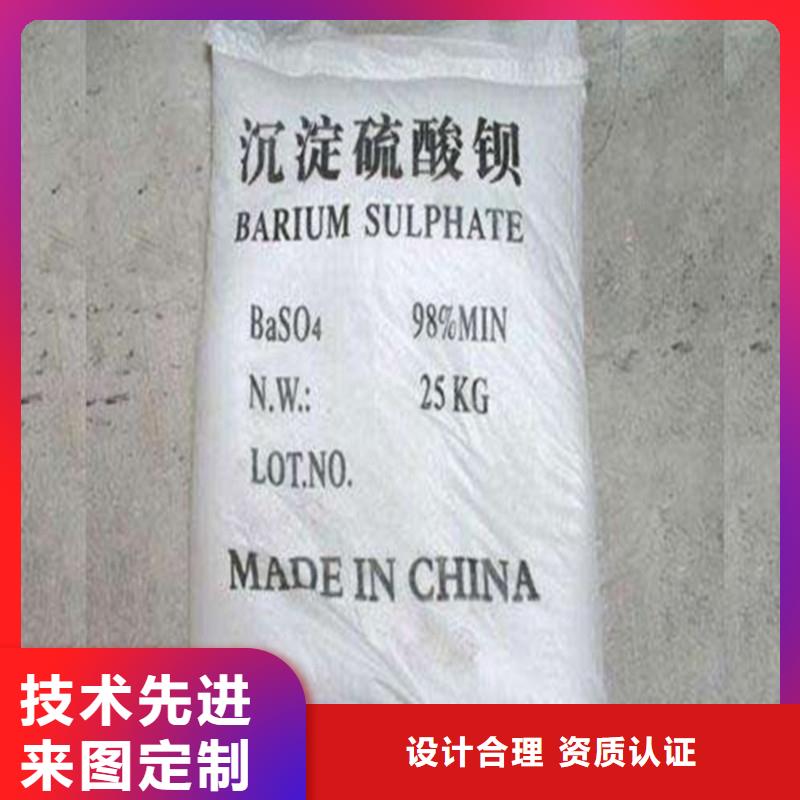 沉淀硫酸钡
BARIUM SULPHATE
BaSO4 98%MIN
N.W.: 25 KG
LOT.NO.
MADE IN CHINA
技术先进
来图定制
设计合理 资质认证